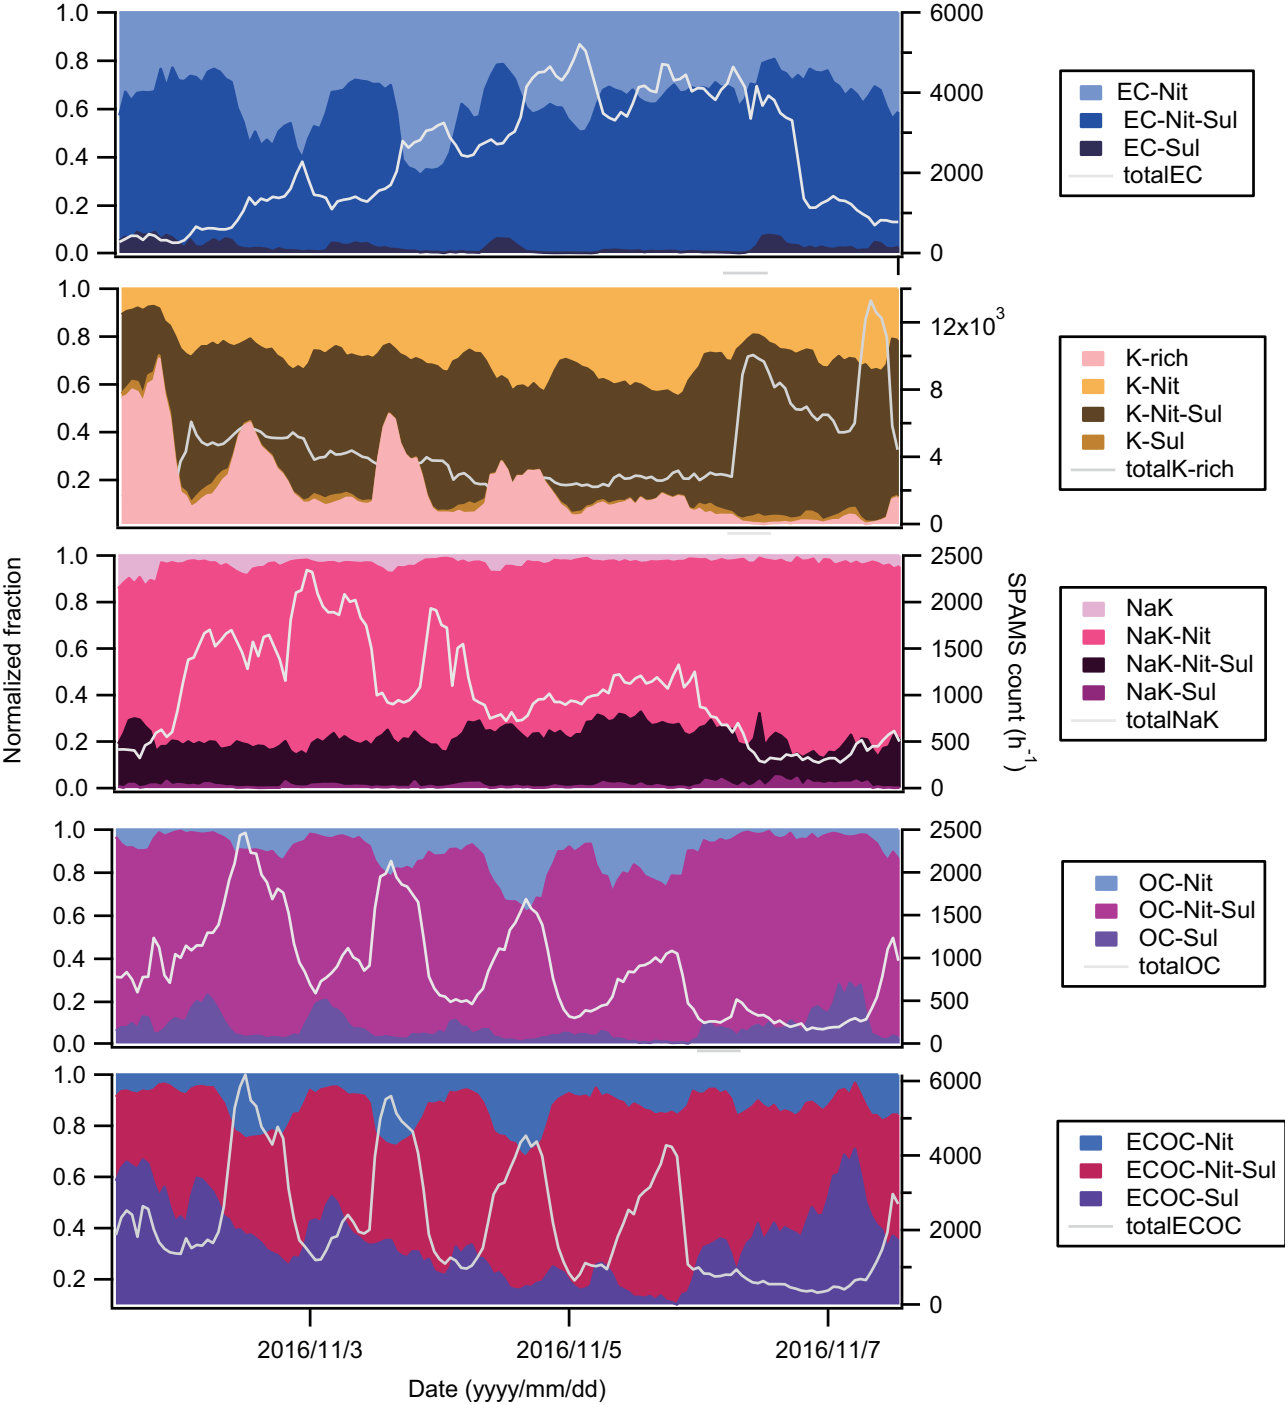 1.0
0.8
0.6
0.4
0.2
0.0
6000
4000
2000
0
EC-Nit
EC-Nit-Sul
EC-Sul
totalEC
1.0
0.8
0.6
0.4
0.2
12x10³
8
4
0
K-rich
K-Nit
K-Nit-Sul
K-Sul
totalK-rich
Normalized fraction
1.0
0.8
0.6
0.4
0.2
0.0
2500
2000
1500
1000
500
0
SPAMS count (h⁻¹)
NaK
NaK-Nit
NaK-Nit-Sul
NaK-Sul
totalNaK
1.0
0.8
0.6
0.4
0.2
0.0
2500
2000
1500
1000
500
0
OC-Nit
OC-Nit-Sul
OC-Sul
totalOC
1.0
0.8
0.6
0.4
0.2
6000
4000
2000
0
ECOC-Nit
ECOC-Nit-Sul
ECOC-Sul
totalECOC
2016/11/3
2016/11/5
2016/11/7
Date (yyyy/mm/dd)